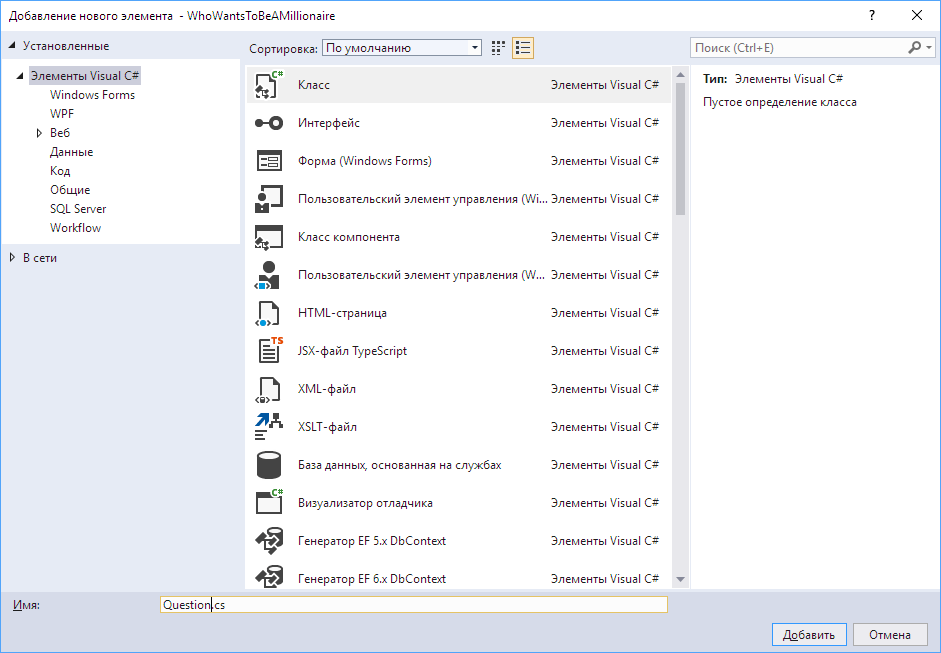 Добавление нового элемента - WhoWantsToBeAMillionaire ?
Установленные
Сортировка: По умолчанию
Поиск (Ctrl+E)
Элементы Visual C#
Windows Forms
WPF
Веб
Данные
Код
Общие
SQL Server
Workflow
В сети
C# Класс Элементы Visual C#
Интерфейс Элементы Visual C#
Форма (Windows Forms) Элементы Visual C#
Пользовательский элемент управления (Wi... Элементы Visual C#
Класс компонента Элементы Visual C#
Пользовательский элемент управления (W... Элементы Visual C#
HTML-страница Элементы Visual C#
TS JSX-файл TypeScript Элементы Visual C#
XML-файл Элементы Visual C#
XSLT-файл Элементы Visual C#
База данных, основанная на службах Элементы Visual C#
C# Визуализатор отладчика Элементы Visual C#
Генератор EF 5.x DbContext Элементы Visual C#
Генератор EF 6.x DbContext Элементы Visual C#
Тип: Элементы Visual C#
Пустое определение класса
Имя: Question.cs
Добавить Отмена